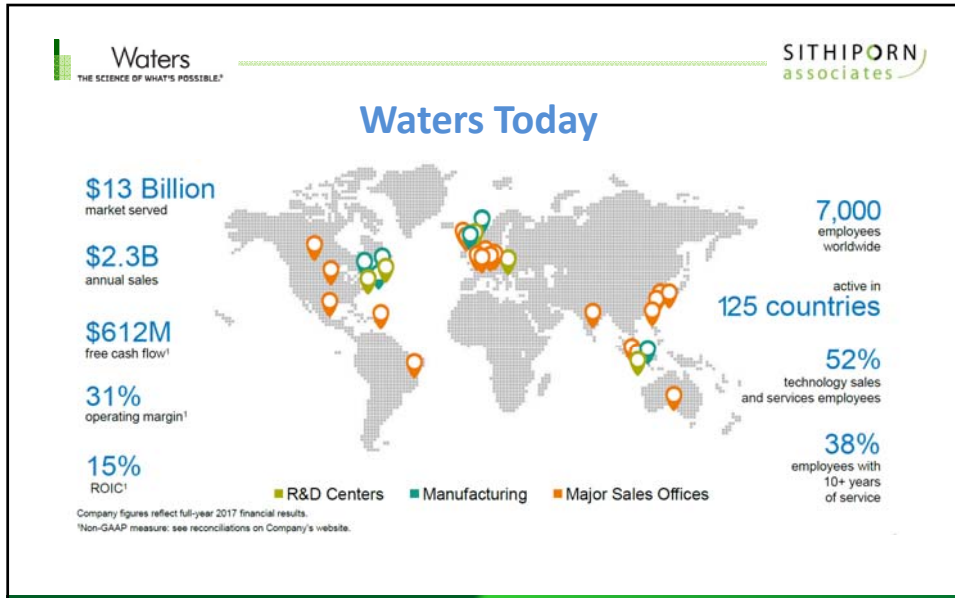 Waters
THE SCIENCE OF WHAT'S POSSIBLE.®
SITHIPORN
associates
Waters Today
$13 Billion
market served
$2.3B
annual sales
$612M
free cash flow¹
31%
operating margin¹
15%
ROIC¹
7,000
employees
worldwide
active in
125 countries
52%
technology sales
and services employees
38%
employees with
10+ years
of service
R&D Centers
Manufacturing
Major Sales Offices
Company figures reflect full-year 2017 financial results.
¹Non-GAAP measure: see reconciliations on Company's website.